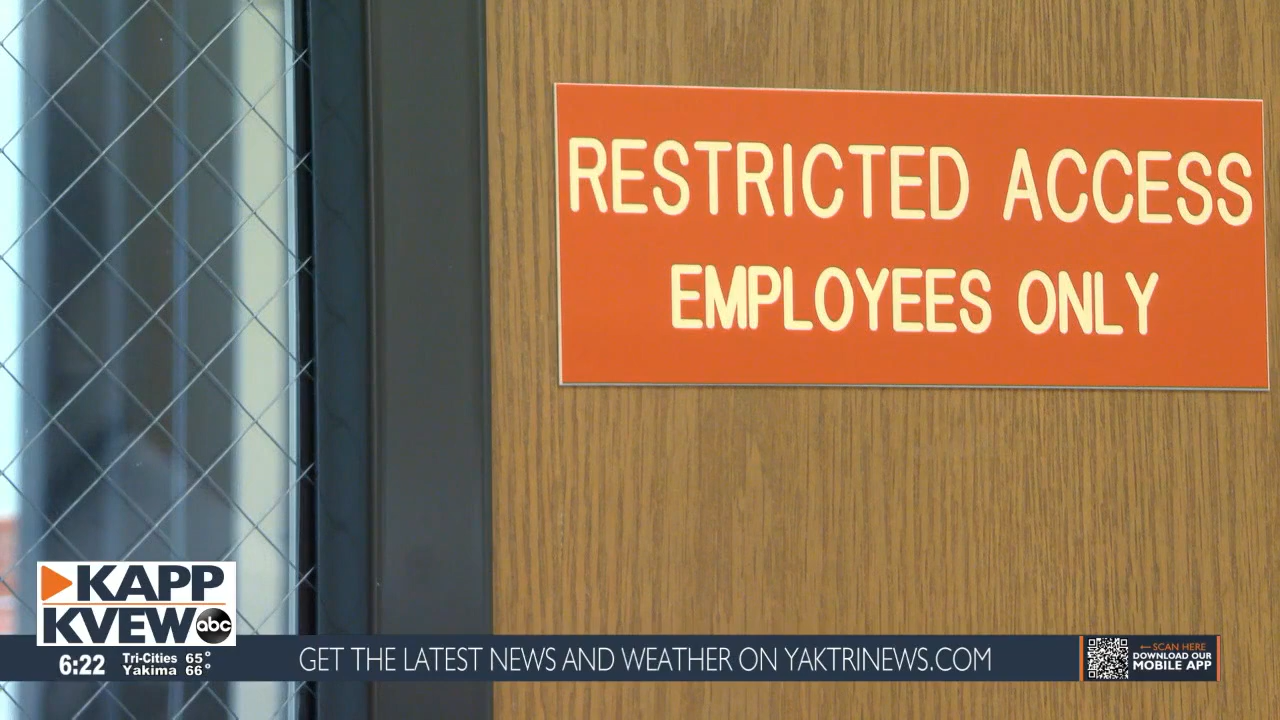 RESTRICTED ACCESS
EMPLOYEES ONLY
KAPP
KVEW abc
6:22 Tri-Cities 65°
Yakima 66°
GET THE LATEST NEWS AND WEATHER ON YAKTRINEWS.COM
SCAN HERE
DOWNLOAD OUR
MOBILE APP